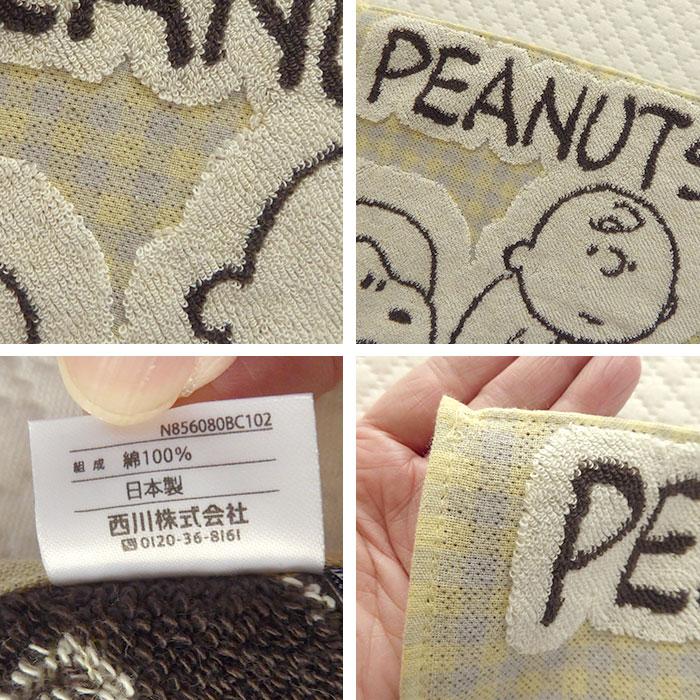 EANU
PEANUTS
N856080BC102
組成 綿100%
日本製
西川株式会社
0120-36-8161
PE